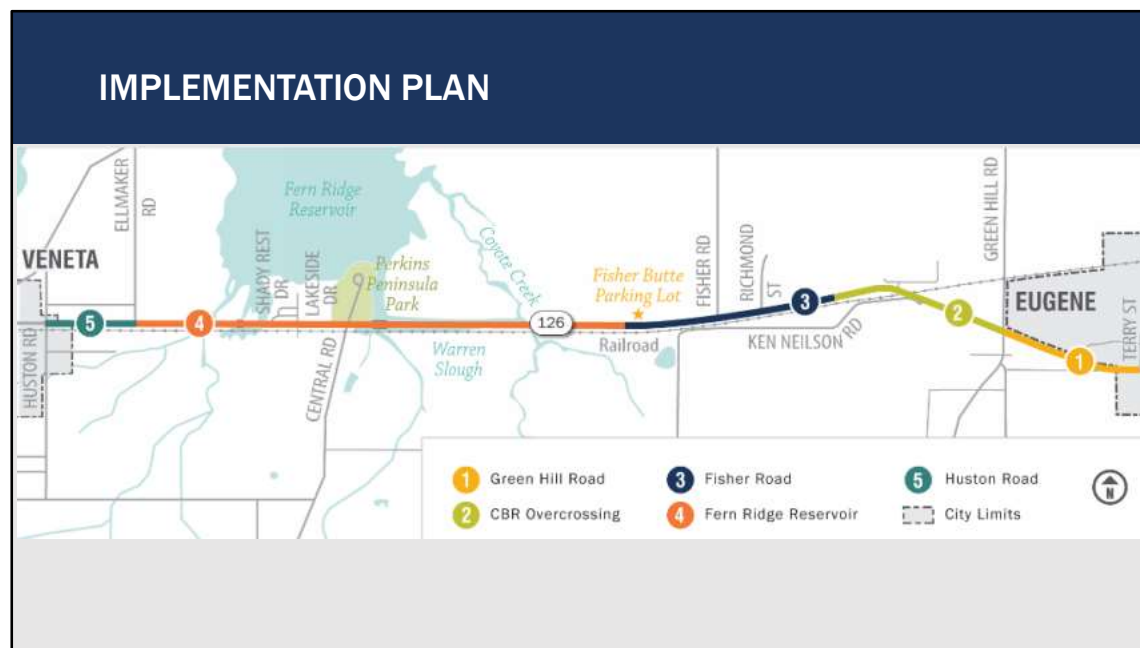 IMPLEMENTATION PLAN
ELLMAKER
RD
VENETA
HUSTON RD
5
4
SHADY REST
DR
LAKESIDE
DR
Fern Ridge
Reservoir
Perkins
Peninsula
Park
CENTRAL RD
Coyote Creek
Warren
Slough
126
Fisher Butte
Parking Lot
Railroad
FISHER RD
RICHMOND
ST
3
KEN NEILSON RD
2
GREEN HILL RD
EUGENE
1
TERRY ST
1 Green Hill Road
2 CBR Overcrossing
3 Fisher Road
4 Fern Ridge Reservoir
5 Huston Road
City Limits
N